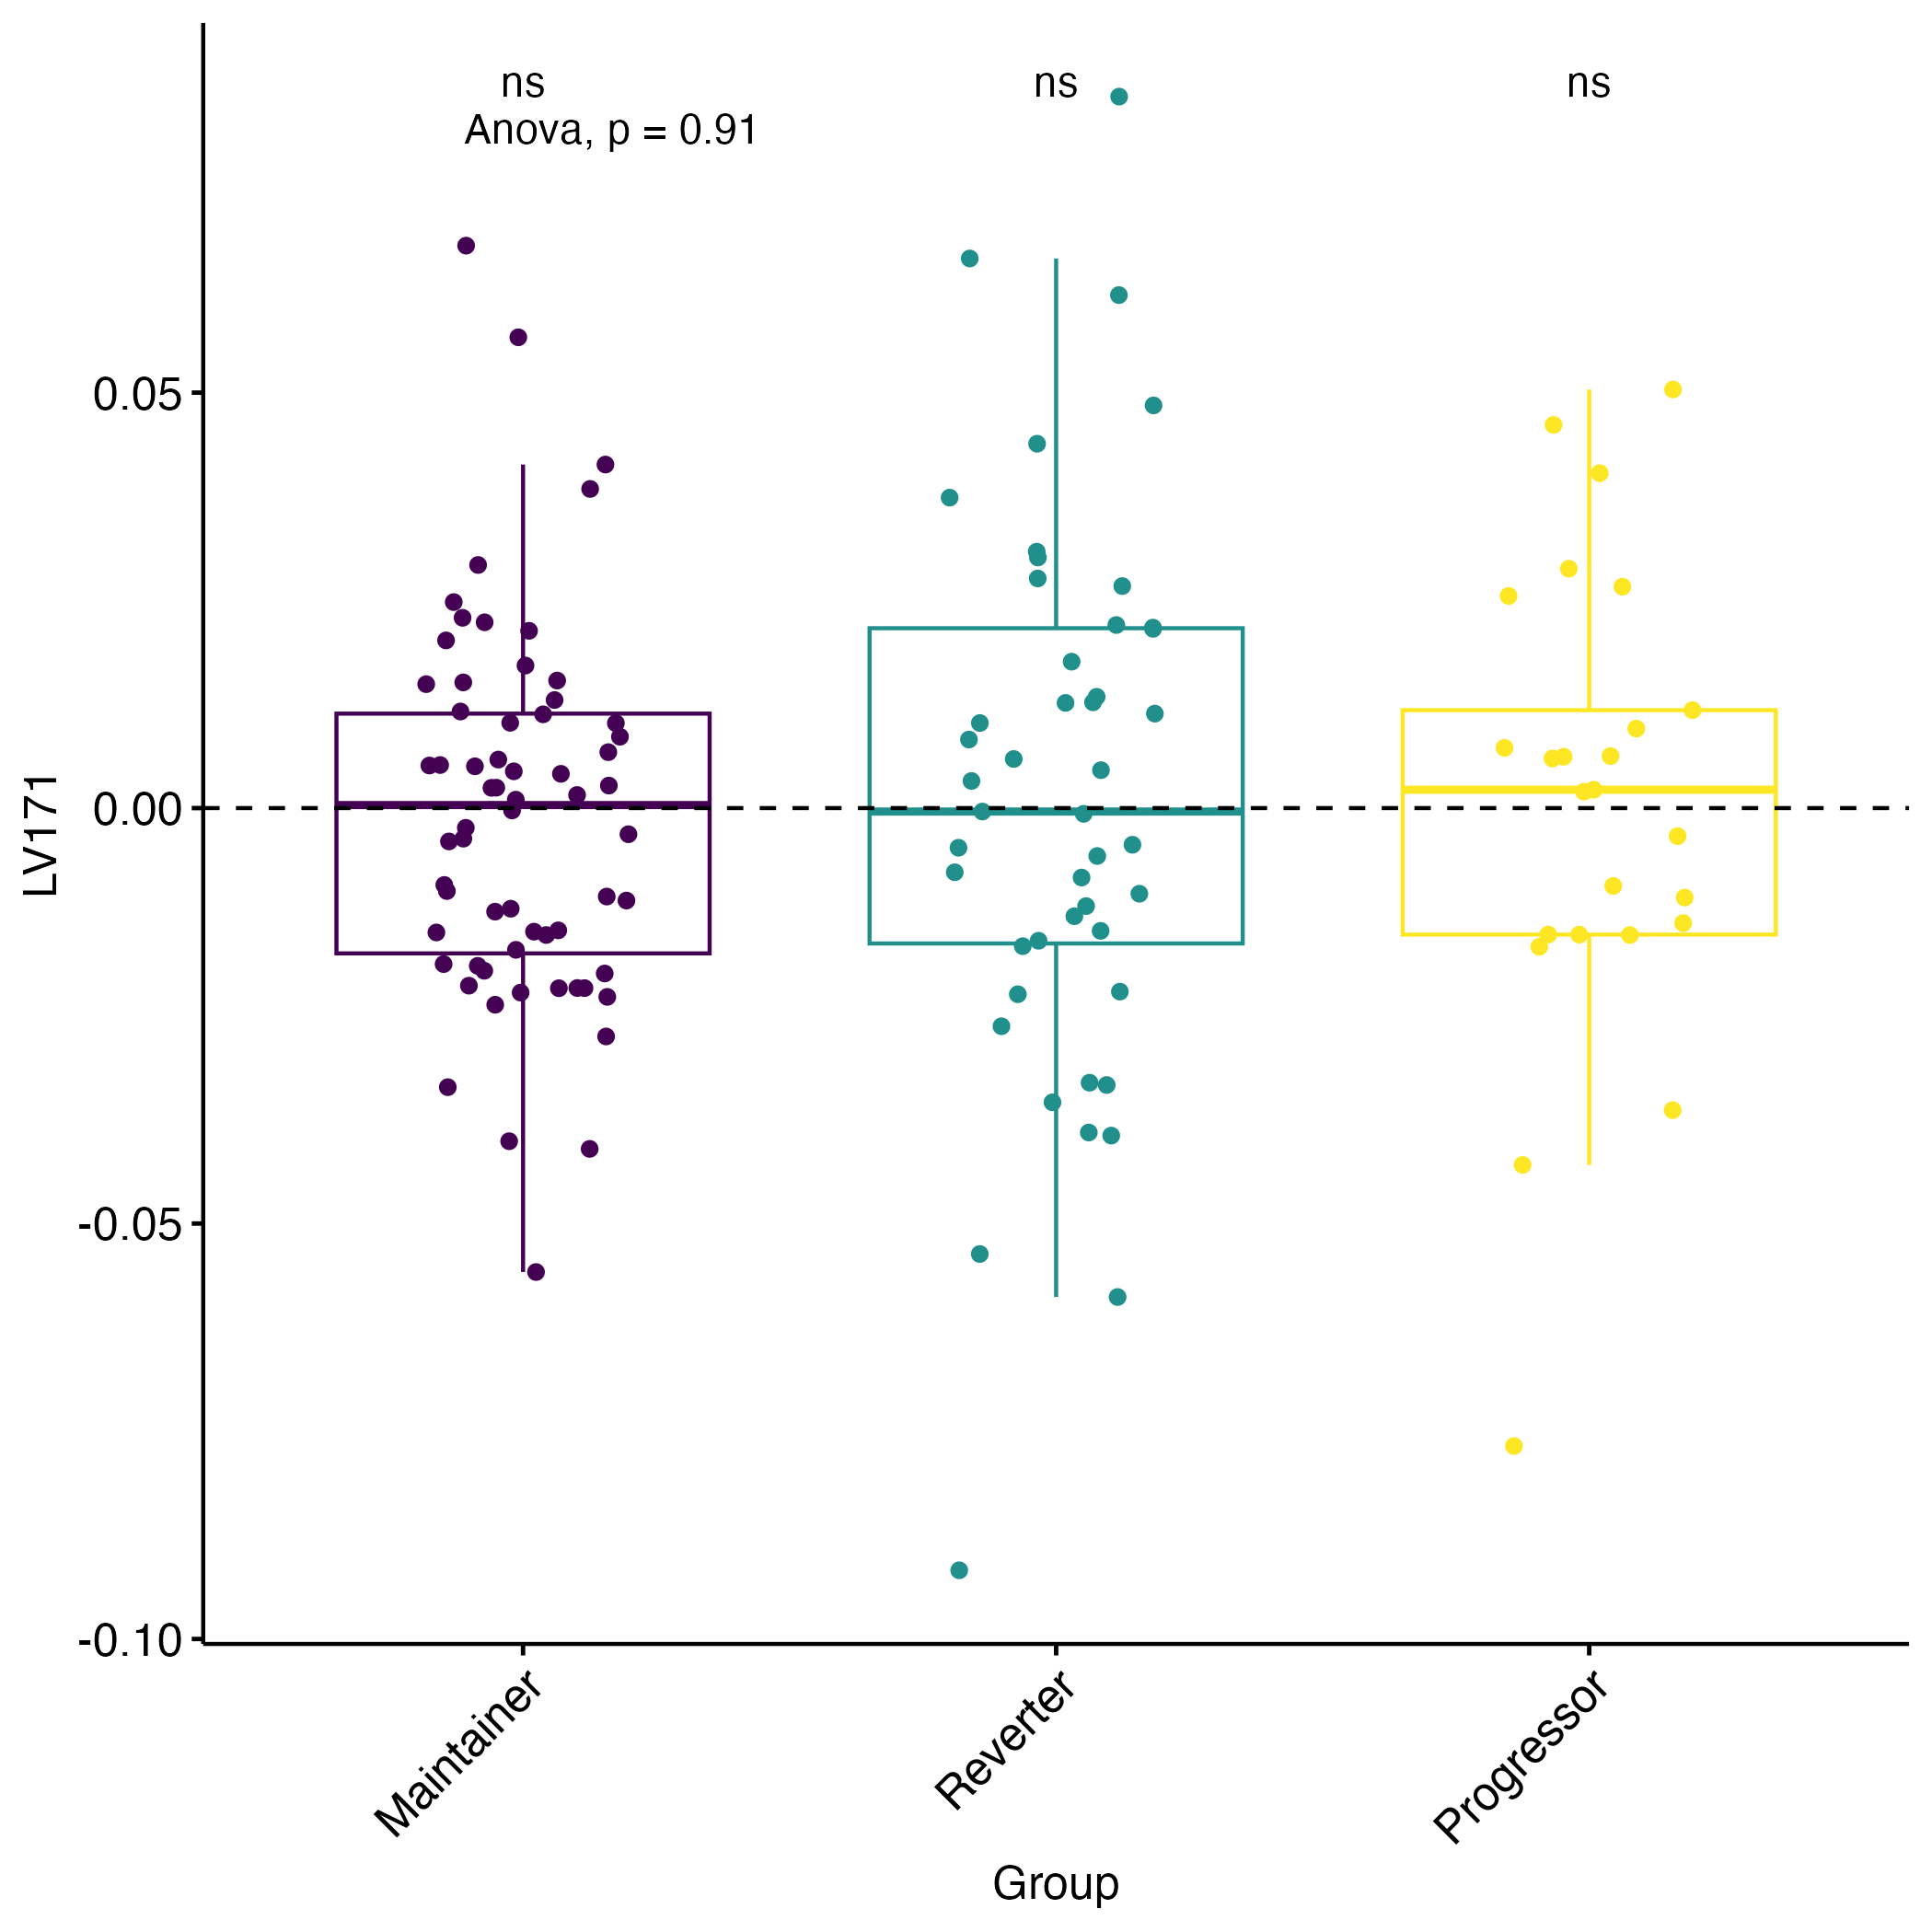 ns ns ns
Anova, p = 0.91
0.05
0.00
-0.05
-0.10
LV171
Maintainer
Reverter
Progressor
Group